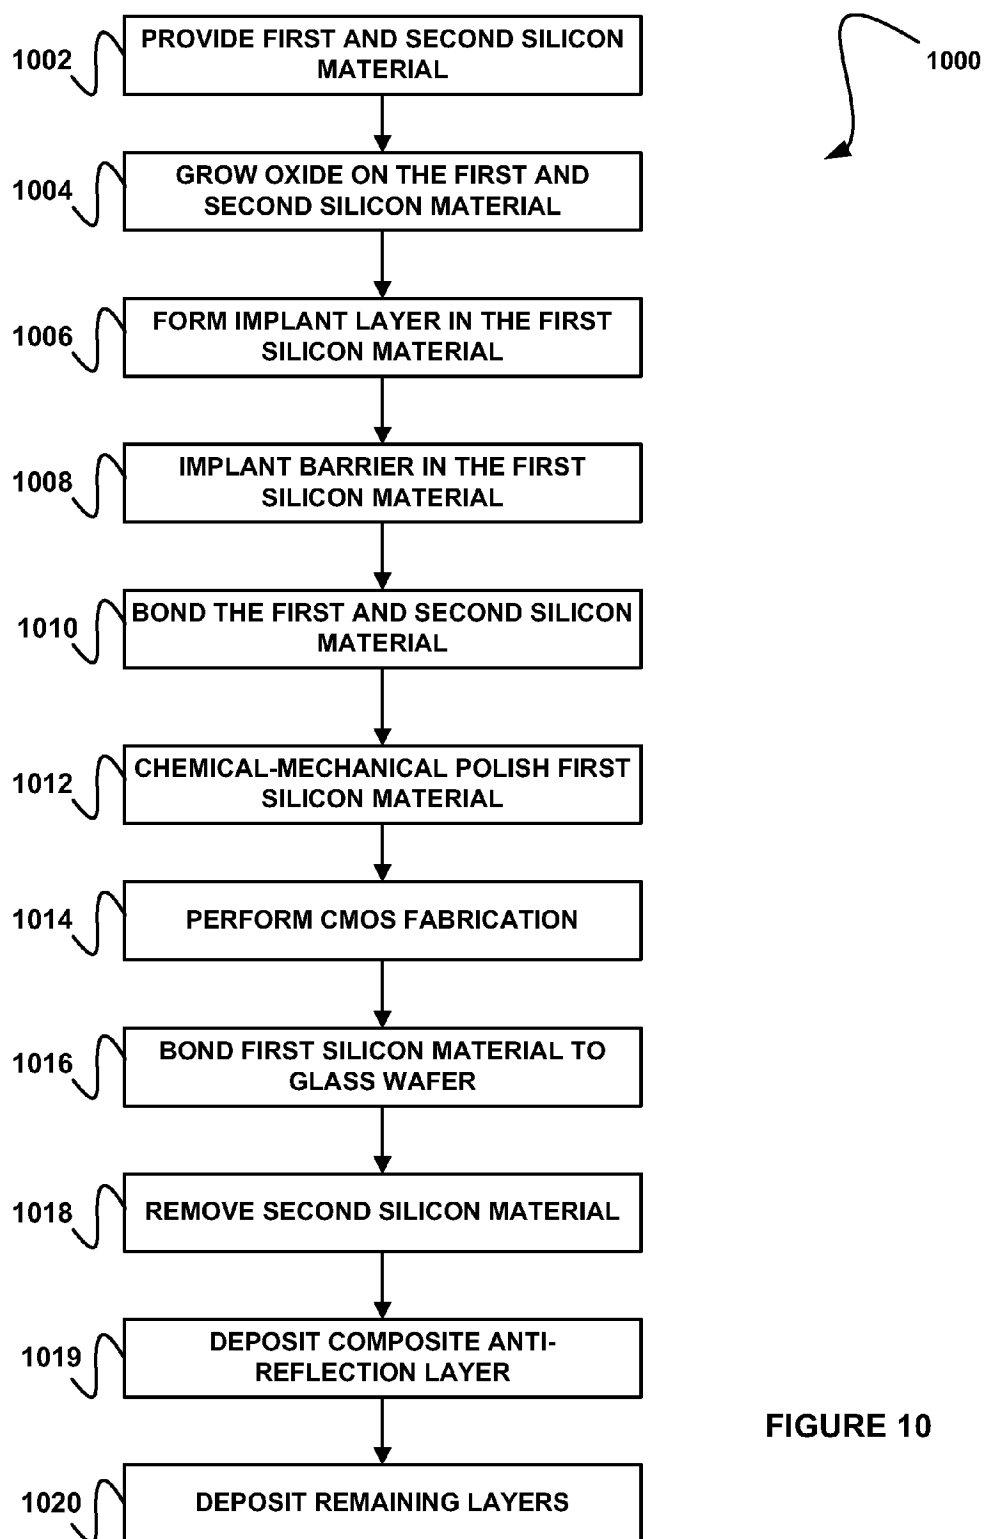 1002
PROVIDE FIRST AND SECOND SILICON
MATERIAL
1000
1004
GROW OXIDE ON THE FIRST AND
SECOND SILICON MATERIAL
1006
FORM IMPLANT LAYER IN THE FIRST
SILICON MATERIAL
1008
IMPLANT BARRIER IN THE FIRST
SILICON MATERIAL
1010
BOND THE FIRST AND SECOND SILICON
MATERIAL
1012
CHEMICAL-MECHANICAL POLISH FIRST
SILICON MATERIAL
1014
PERFORM CMOS FABRICATION
1016
BOND FIRST SILICON MATERIAL TO
GLASS WAFER
1018
REMOVE SECOND SILICON MATERIAL
1019
DEPOSIT COMPOSITE ANTI-
REFLECTION LAYER
FIGURE 10
1020
DEPOSIT REMAINING LAYERS